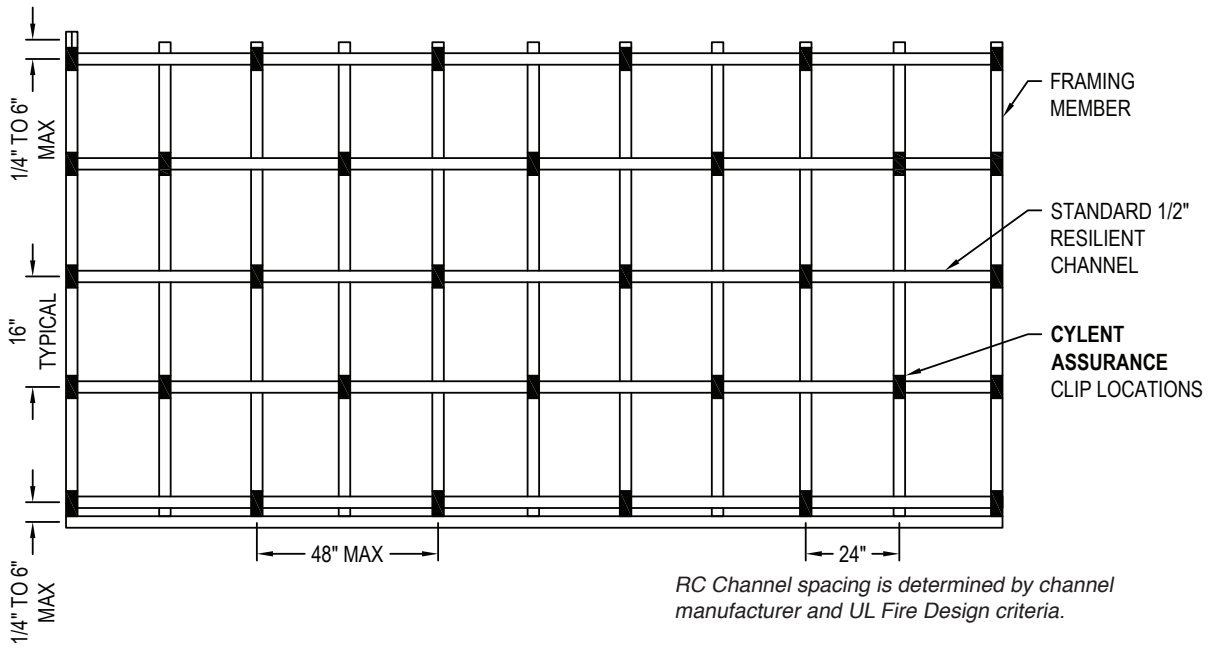 1/4" TO 6"
MAX
16"
TYPICAL
1/4" TO 6"
MAX
FRAMING
MEMBER
STANDARD 1/2"
RESILIENT
CHANNEL
CYLENT
ASSURANCE
CLIP LOCATIONS
48" MAX
24"
RC Channel spacing is determined by channel
manufacturer and UL Fire Design criteria.